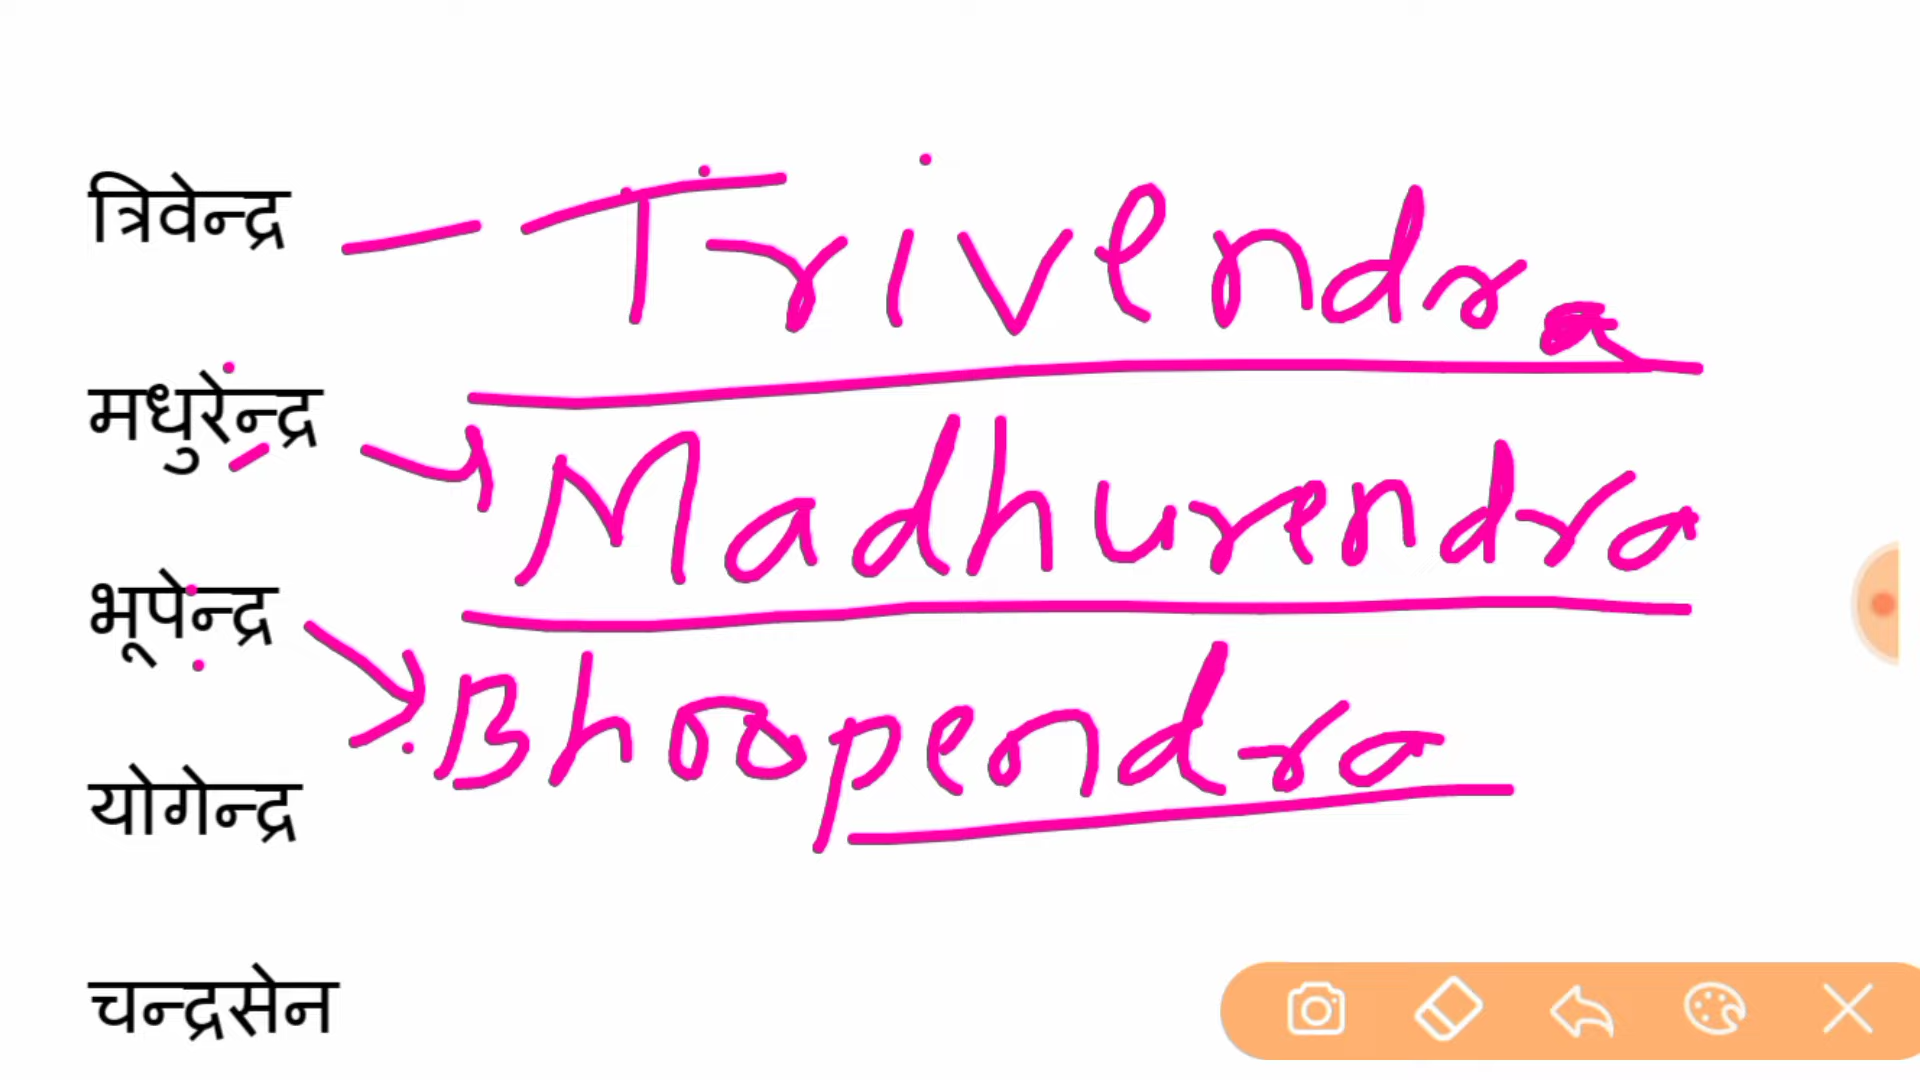 त्रिवेन्द्र — Trivendra
मधुरेन्द्र → Madhurendra
भूपेन्द्र → Bhoopendra
योगेन्द्र
चन्द्रसेन